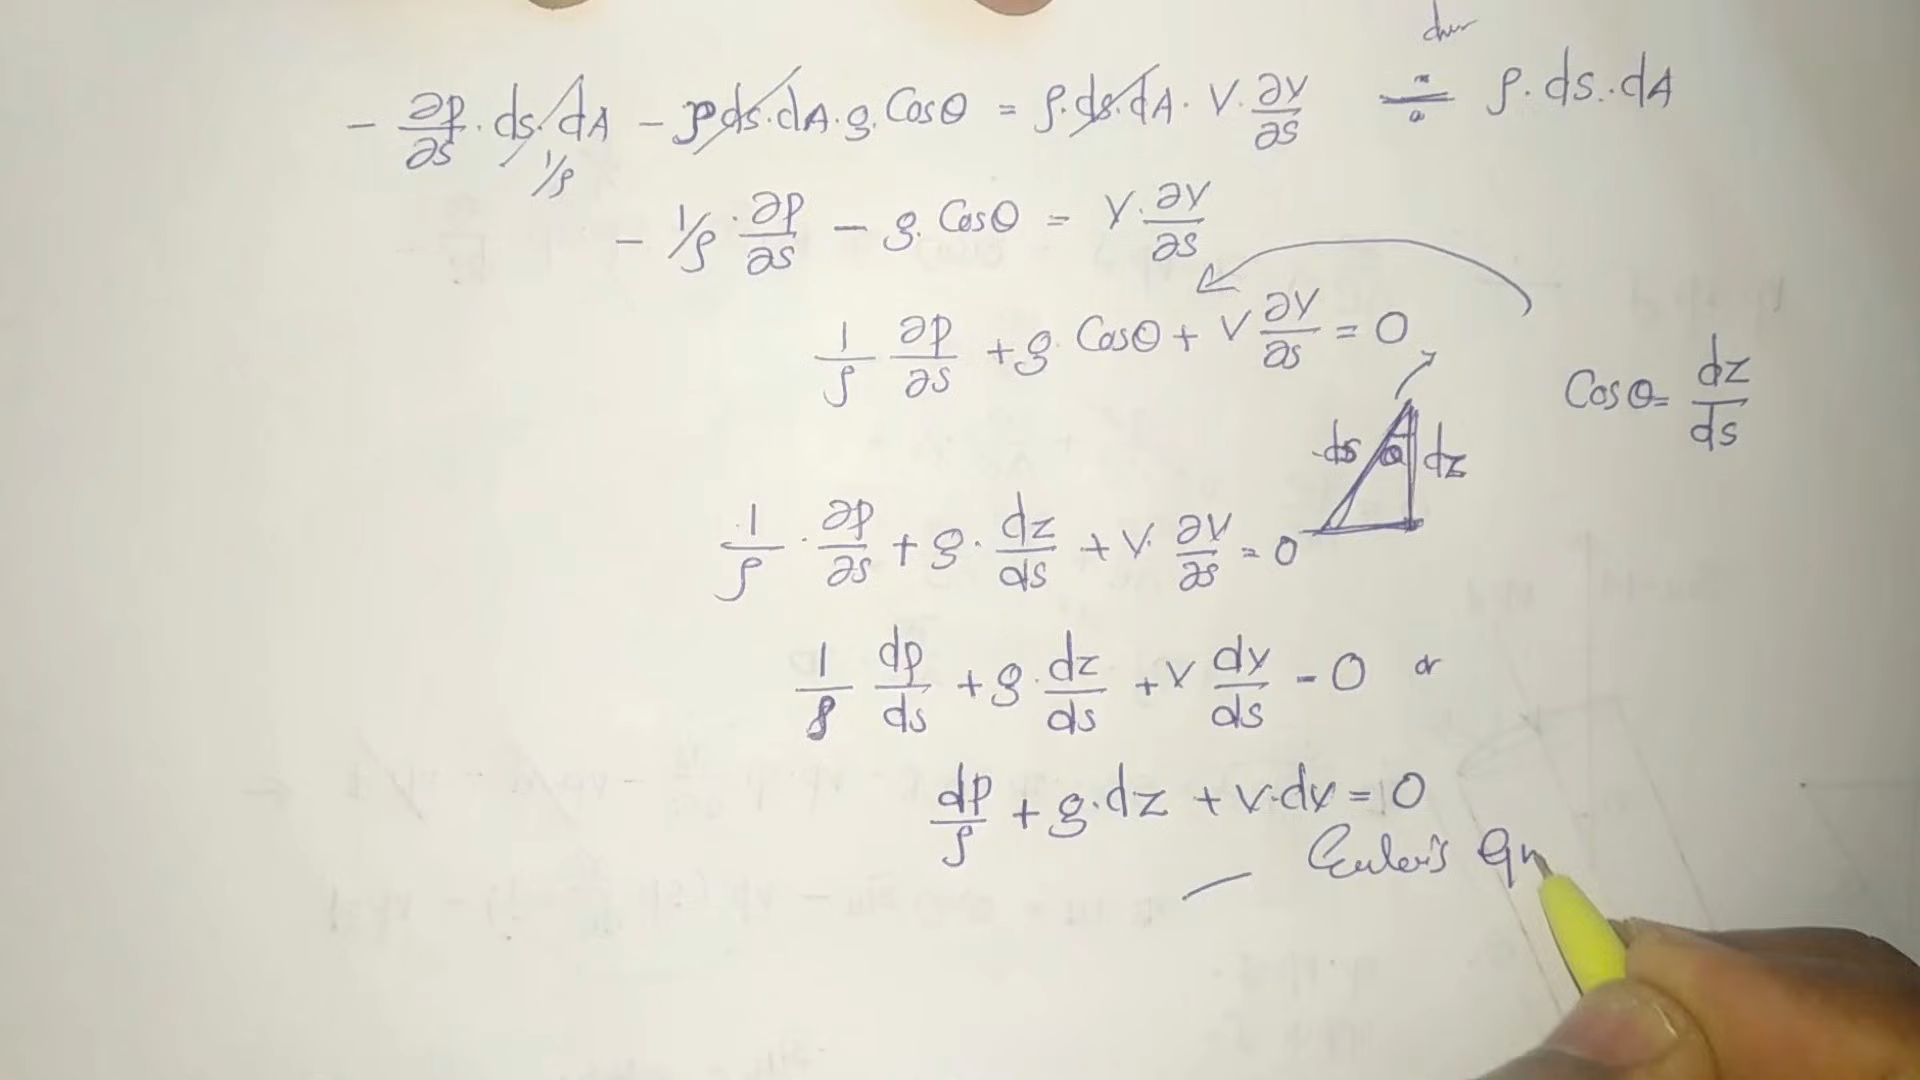 - ∂p/∂s · ds · dA - ρ ds · dA · g · Cosθ = ρ · ds · dA · V · ∂V/∂s ÷ ρ · ds · dA
1/ρ
- 1/ρ · ∂p/∂s - g · Cosθ = V · ∂V/∂s
1/ρ ∂p/∂s + g · Cosθ + V ∂V/∂s = 0
Cosθ = dz/ds
ds θ dz
1/ρ · ∂p/∂s + g · dz/ds + V · ∂V/∂s = 0
1/ρ dp/ds + g · dz/ds + V dv/ds = 0 or
dp/ρ + g · dz + V · dv = 0
— Euler's Eqn